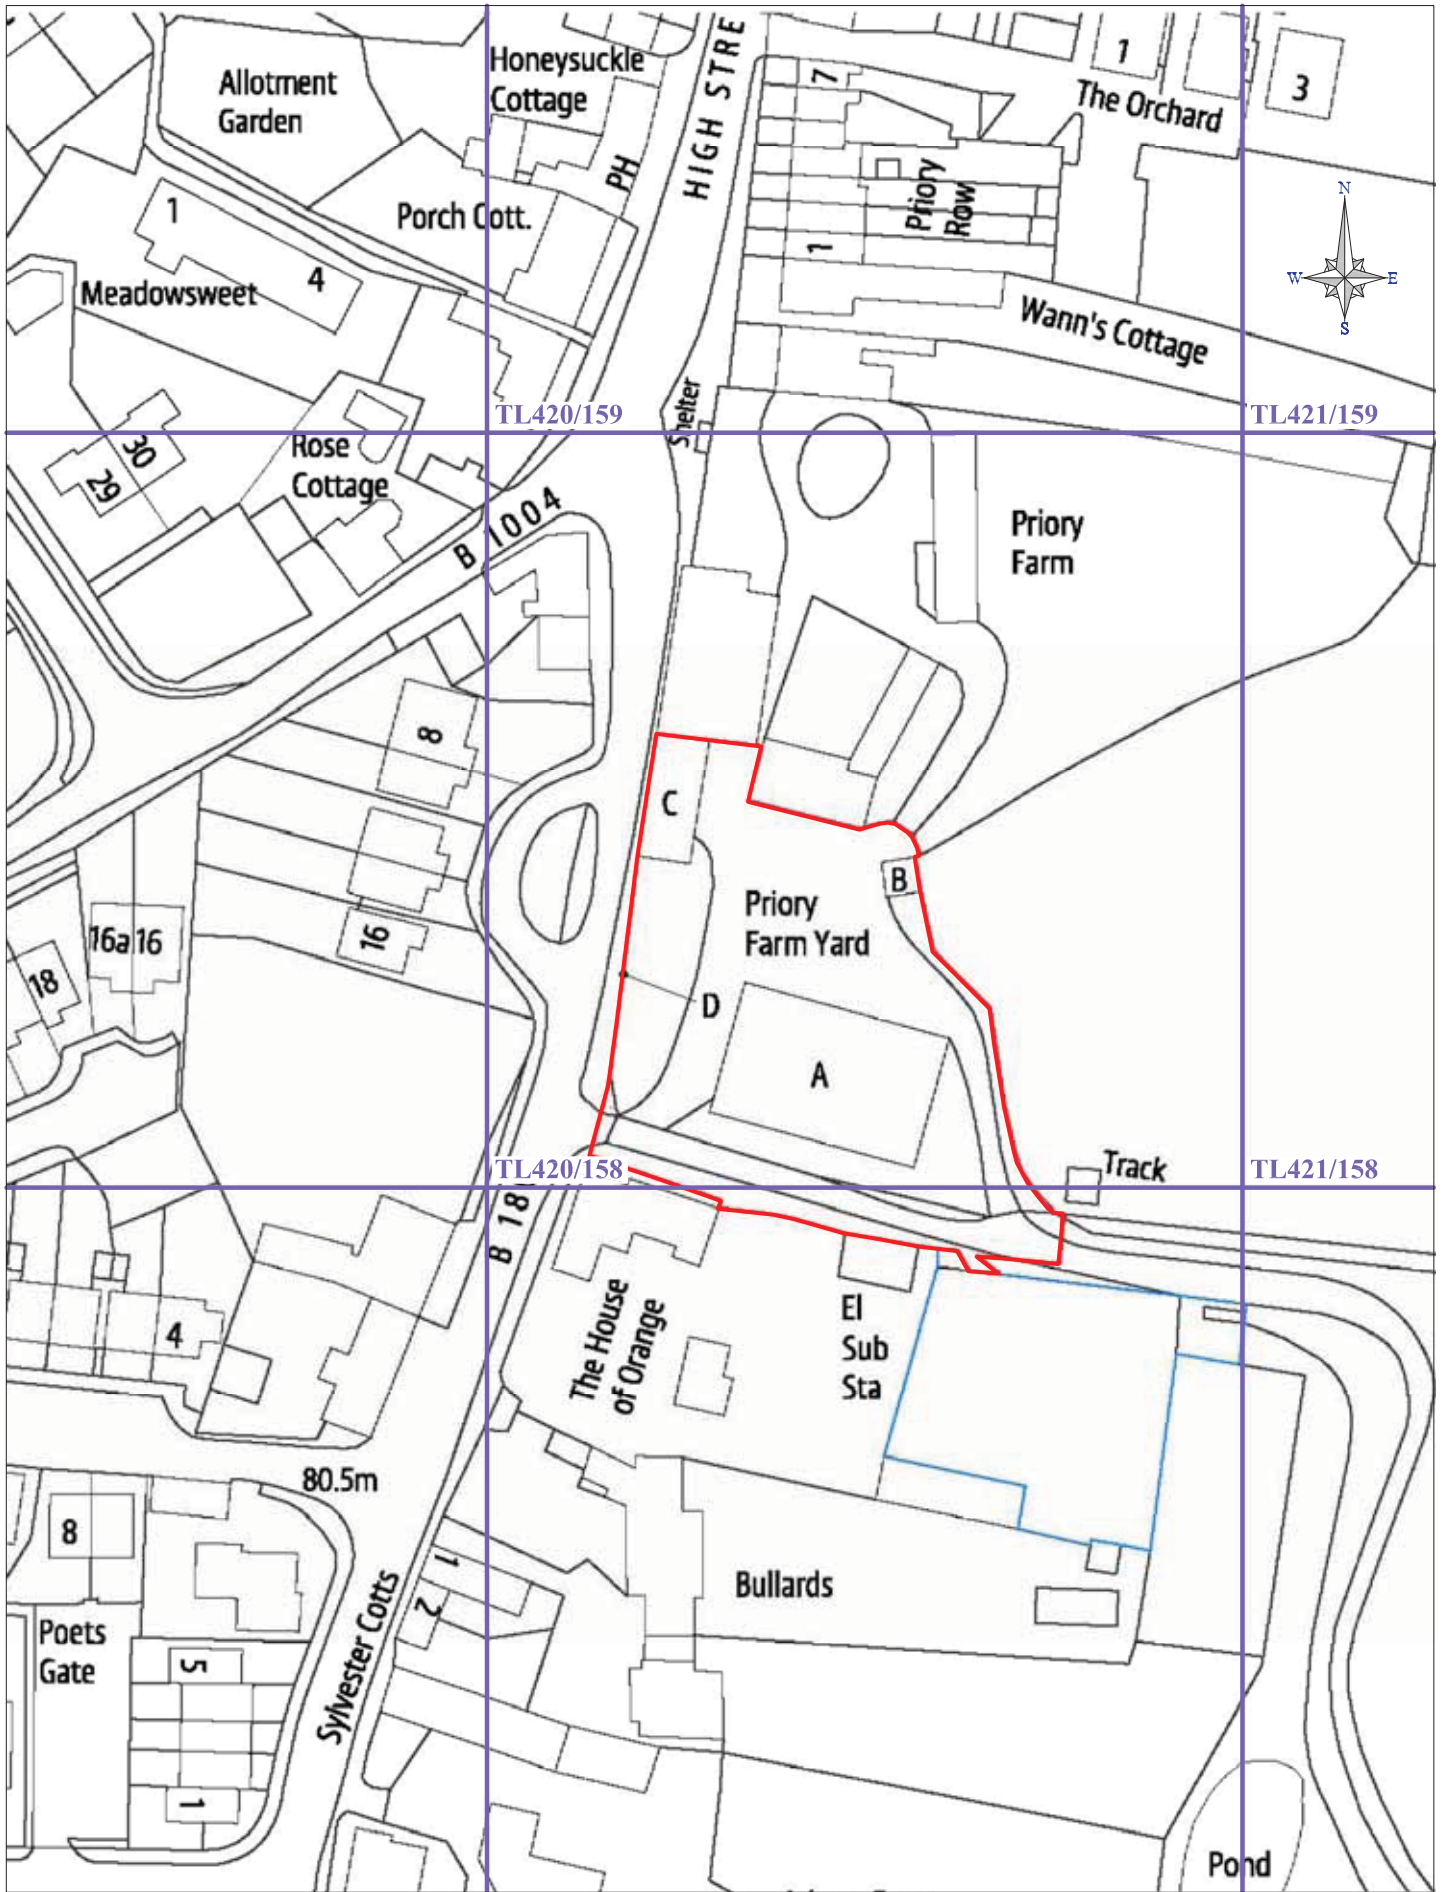 Honeysuckle
Cottage
Allotment
Garden
HIGH STRE
7
1
The Orchard
3
PH
Priory
Row
1
N
W
E
S
1
4
Porch Cott.
Meadowsweet
Wann's Cottage
Shelter
TL420/159
TL421/159
30
29
Rose
Cottage
B 1004
Priory
Farm
8
C
B
Priory
Farm Yard
16a
16
18
16
D
A
TL420/158
TL421/158
Track
B 18
4
The House
of Orange
El
Sub
Sta
80.5m
8
Sylvester Cotts
1
2
Bullards
Poets
Gate
5
1
Pond